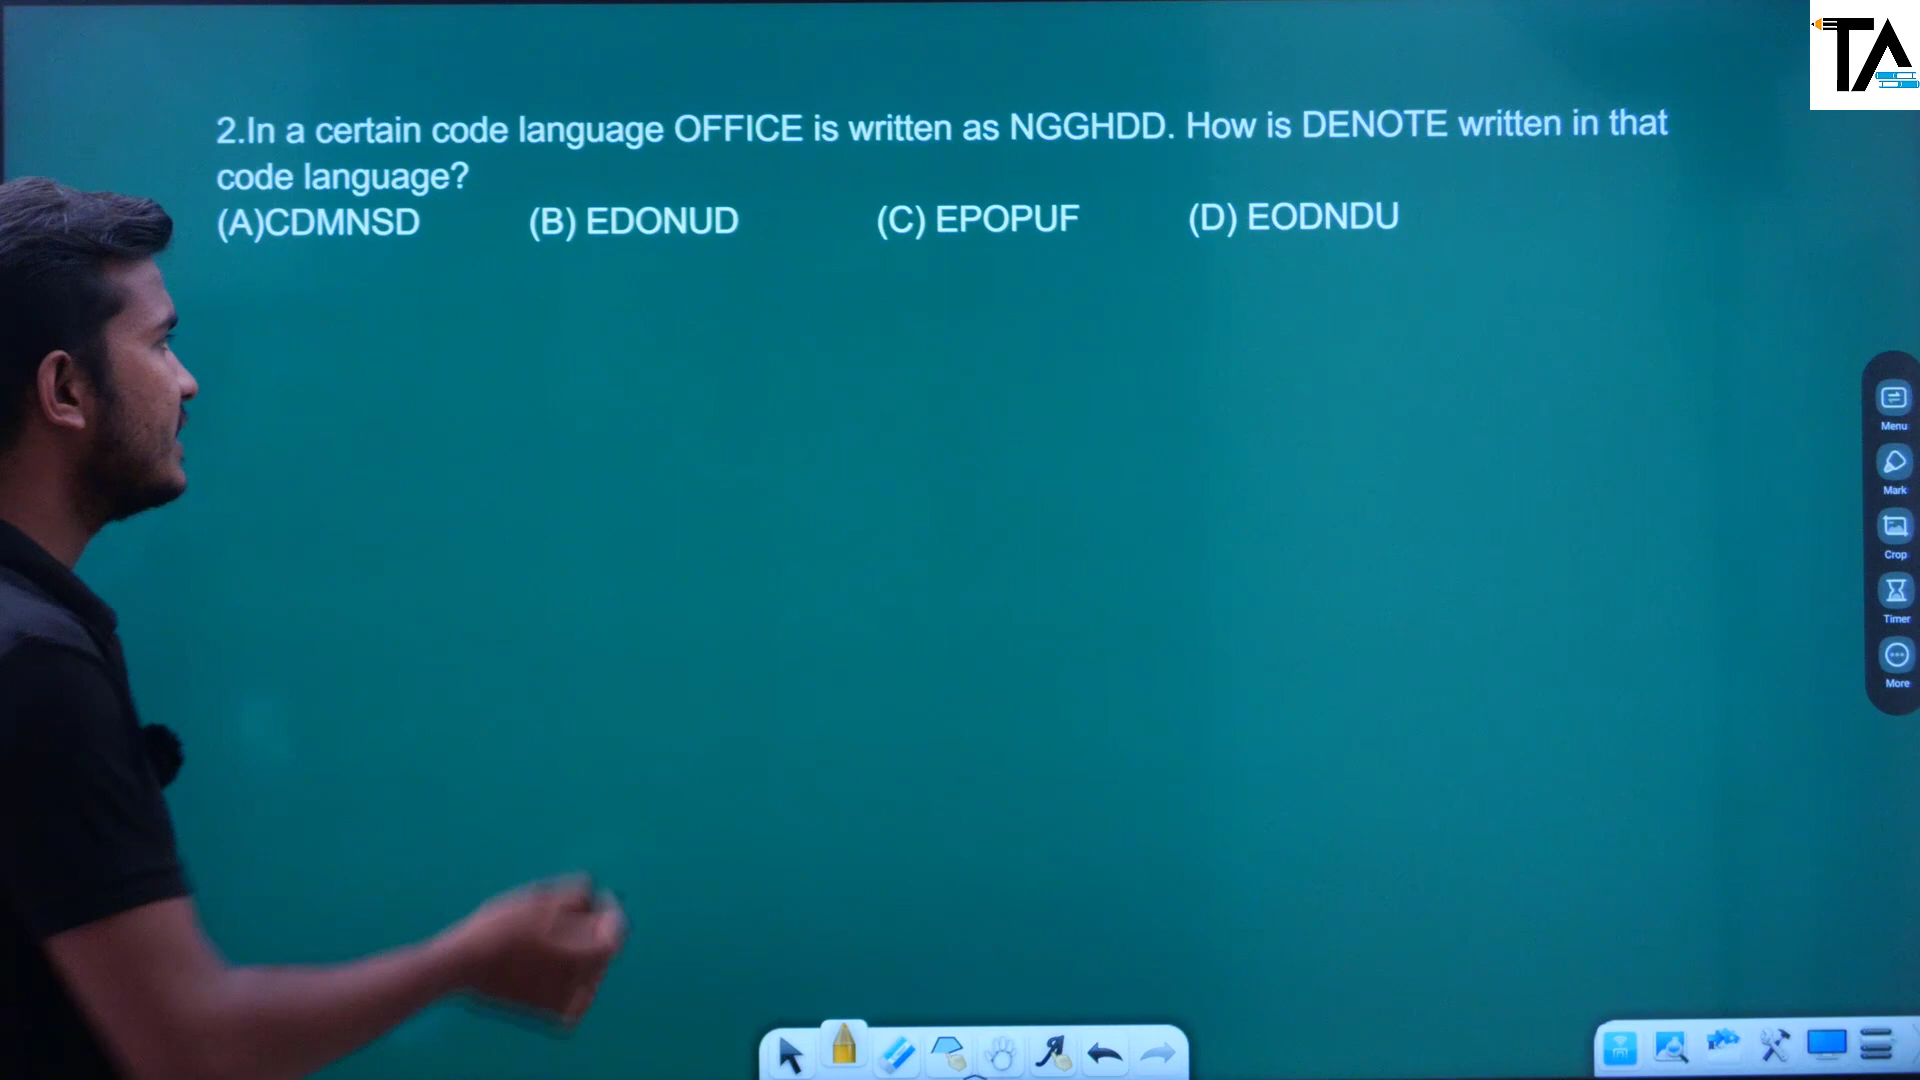 TA
2.In a certain code language OFFICE is written as NGGHDD. How is DENOTE written in that
code language?
(A)CDMNSD (B) EDONUD (C) EPOPUF (D) EODNDU
Menu
Mark
Crop
Timer
More